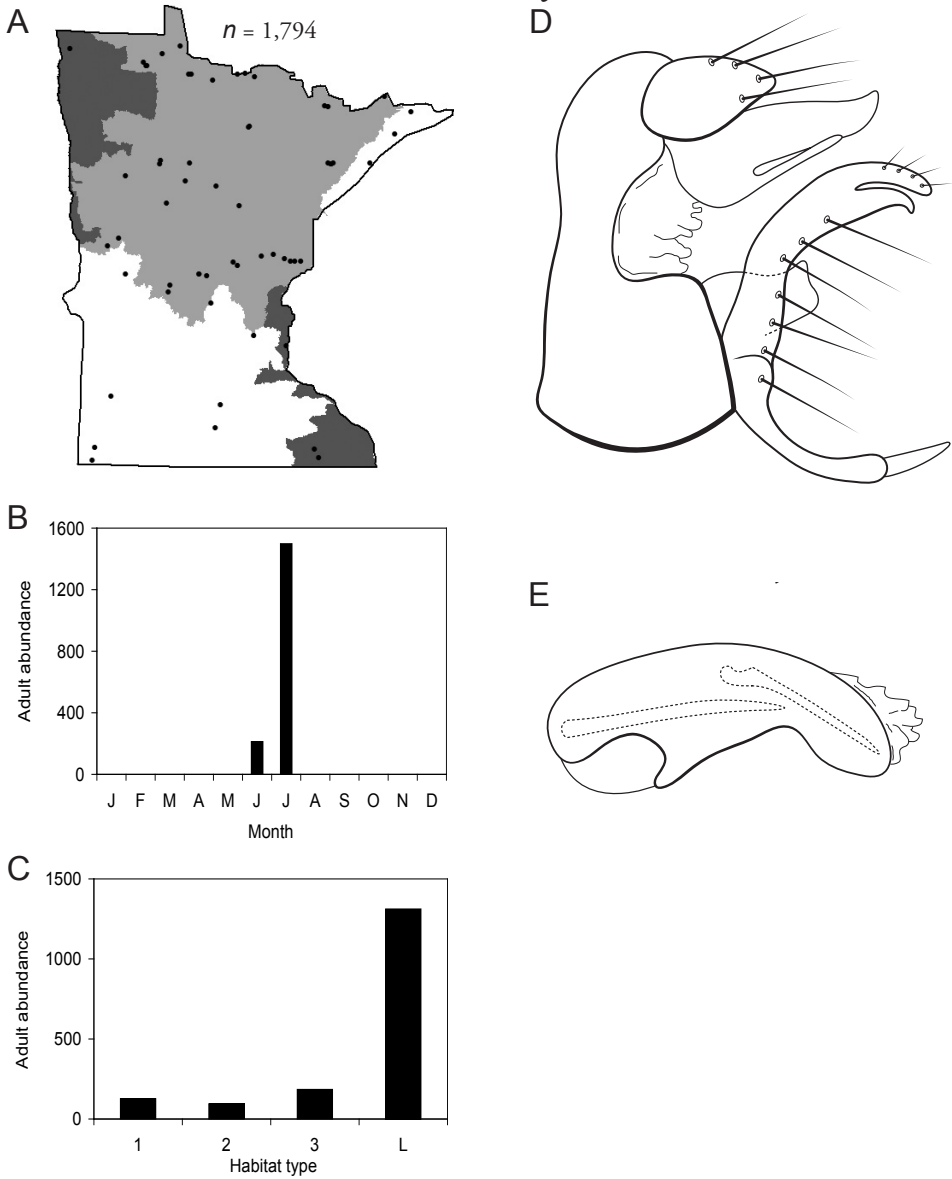 A
n = 1,794
B
1600
1200
800
400
0
Adult abundance
J F M A M J J A S O N D
Month
C
1500
1000
500
0
Adult abundance
1 2 3 L
Habitat type
D
E